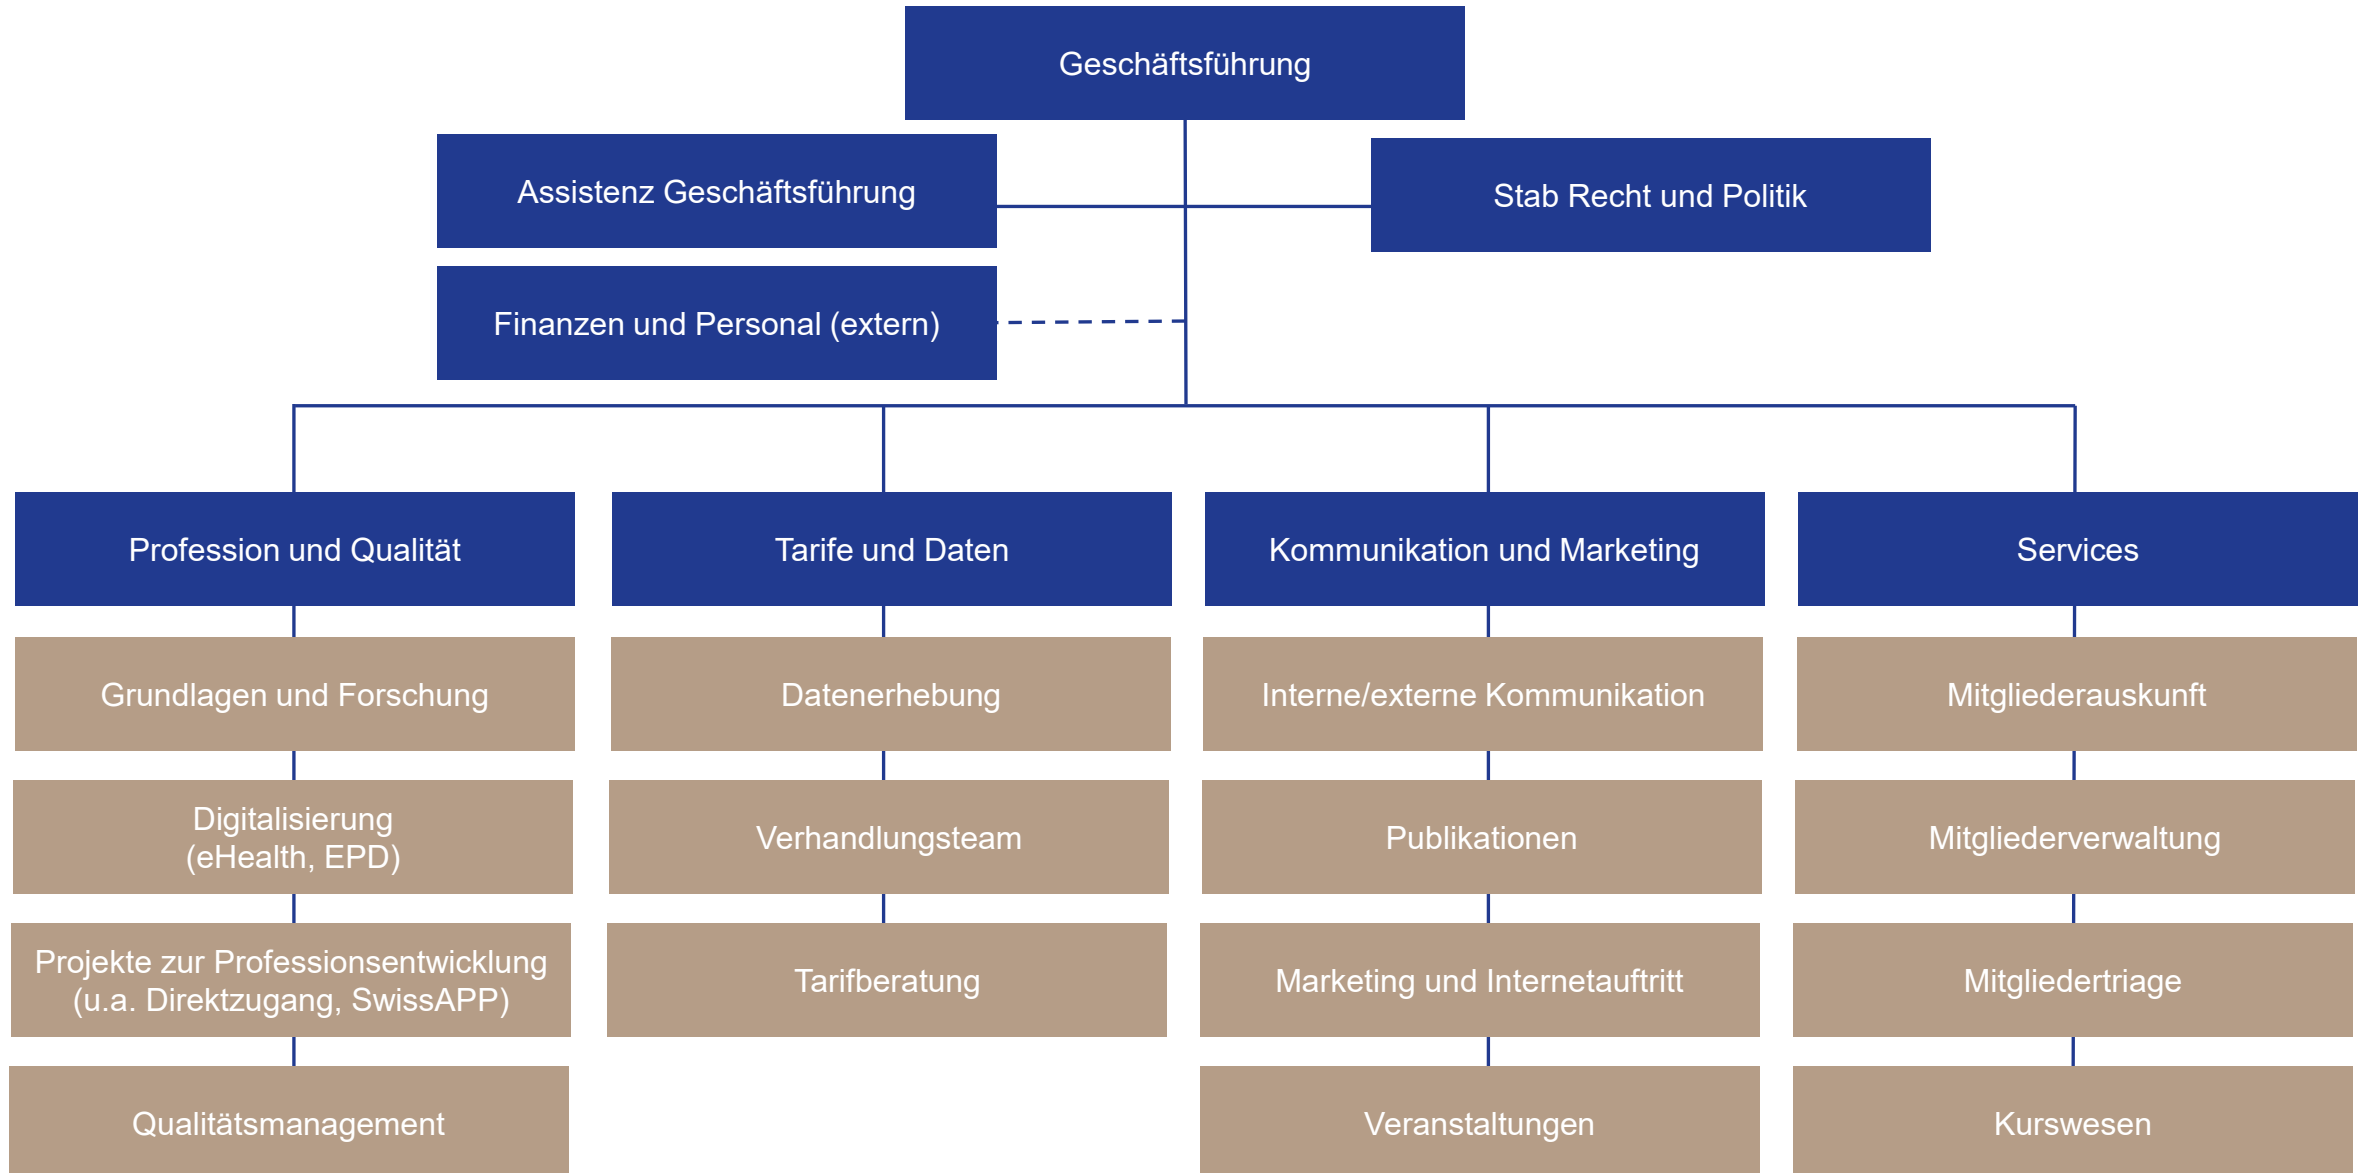 Geschäftsführung
Assistenz Geschäftsführung
Stab Recht und Politik
Finanzen und Personal (extern)
Profession und Qualität
Tarife und Daten
Kommunikation und Marketing
Services
Grundlagen und Forschung
Datenerhebung
Interne/externe Kommunikation
Mitgliederauskunft
Digitalisierung
(eHealth, EPD)
Verhandlungsteam
Publikationen
Mitgliederverwaltung
Projekte zur Professionsentwicklung
(u.a. Direktzugang, SwissAPP)
Tarifberatung
Marketing und Internetauftritt
Mitgliedertriage
Qualitätsmanagement
Veranstaltungen
Kurswesen